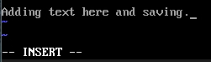 Adding text here and saving._
~
~
-- INSERT --